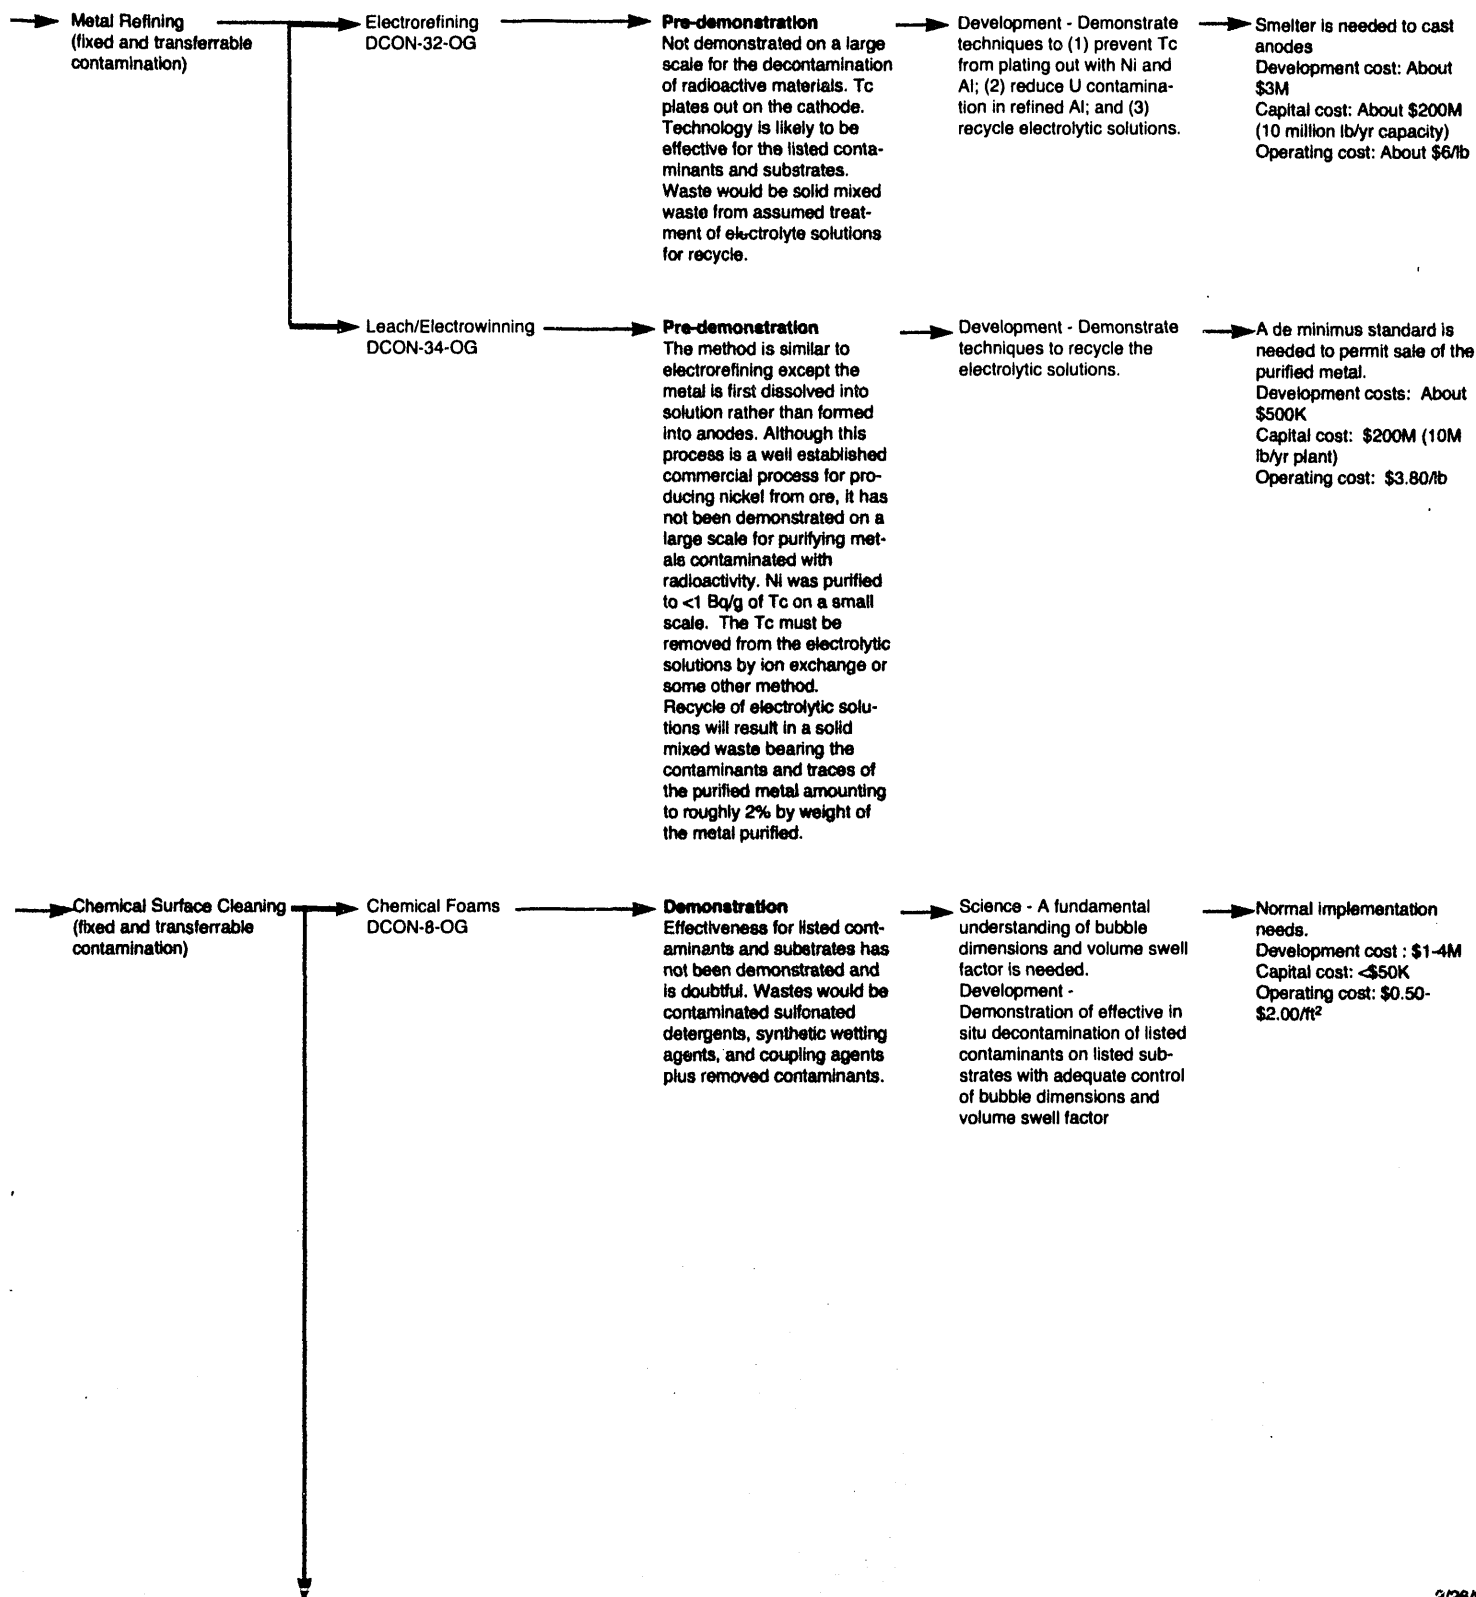 Metal Refining
(fixed and transferrable
contamination)
Electrorefining
DCON-32-OG
Pre-demonstration
Not demonstrated on a large
scale for the decontamination
of radioactive materials. Tc
plates out on the cathode.
Technology is likely to be
effective for the listed conta-
minants and substrates.
Waste would be solid mixed
waste from assumed treat-
ment of electrolyte solutions
for recycle.
Development - Demonstrate
techniques to (1) prevent Tc
from plating out with Ni and
Al; (2) reduce U contamina-
tion in refined Al; and (3)
recycle electrolytic solutions.
Smelter is needed to cast
anodes
Development cost: About
$3M
Capital cost: About $200M
(10 million lb/yr capacity)
Operating cost: About $6/lb
Leach/Electrowinning
DCON-34-OG
Pre-demonstration
The method is similar to
electrorefining except the
metal is first dissolved into
solution rather than formed
into anodes. Although this
process is a well established
commercial process for pro-
ducing nickel from ore, it has
not been demonstrated on a
large scale for purifying met-
als contaminated with
radioactivity. Ni was purified
to <1 Bq/g of Tc on a small
scale. The Tc must be
removed from the electrolytic
solutions by ion exchange or
some other method.
Recycle of electrolytic solu-
tions will result in a solid
mixed waste bearing the
contaminants and traces of
the purified metal amounting
to roughly 2% by weight of
the metal purified.
Development - Demonstrate
techniques to recycle the
electrolytic solutions.
A de minimus standard is
needed to permit sale of the
purified metal.
Development costs: About
$500K
Capital cost: $200M (10M
lb/yr plant)
Operating cost: $3.80/lb
Chemical Surface Cleaning
(fixed and transferrable
contamination)
Chemical Foams
DCON-8-OG
Demonstration
Effectiveness for listed cont-
aminants and substrates has
not been demonstrated and
is doubtful. Wastes would be
contaminated sulfonated
detergents, synthetic wetting
agents, and coupling agents
plus removed contaminants.
Science - A fundamental
understanding of bubble
dimensions and volume swell
factor is needed.
Development -
Demonstration of effective in
situ decontamination of listed
contaminants on listed sub-
strates with adequate control
of bubble dimensions and
volume swell factor
Normal implementation
needs.
Development cost : $1-4M
Capital cost: <$50K
Operating cost: $0.50-
$2.00/ft²